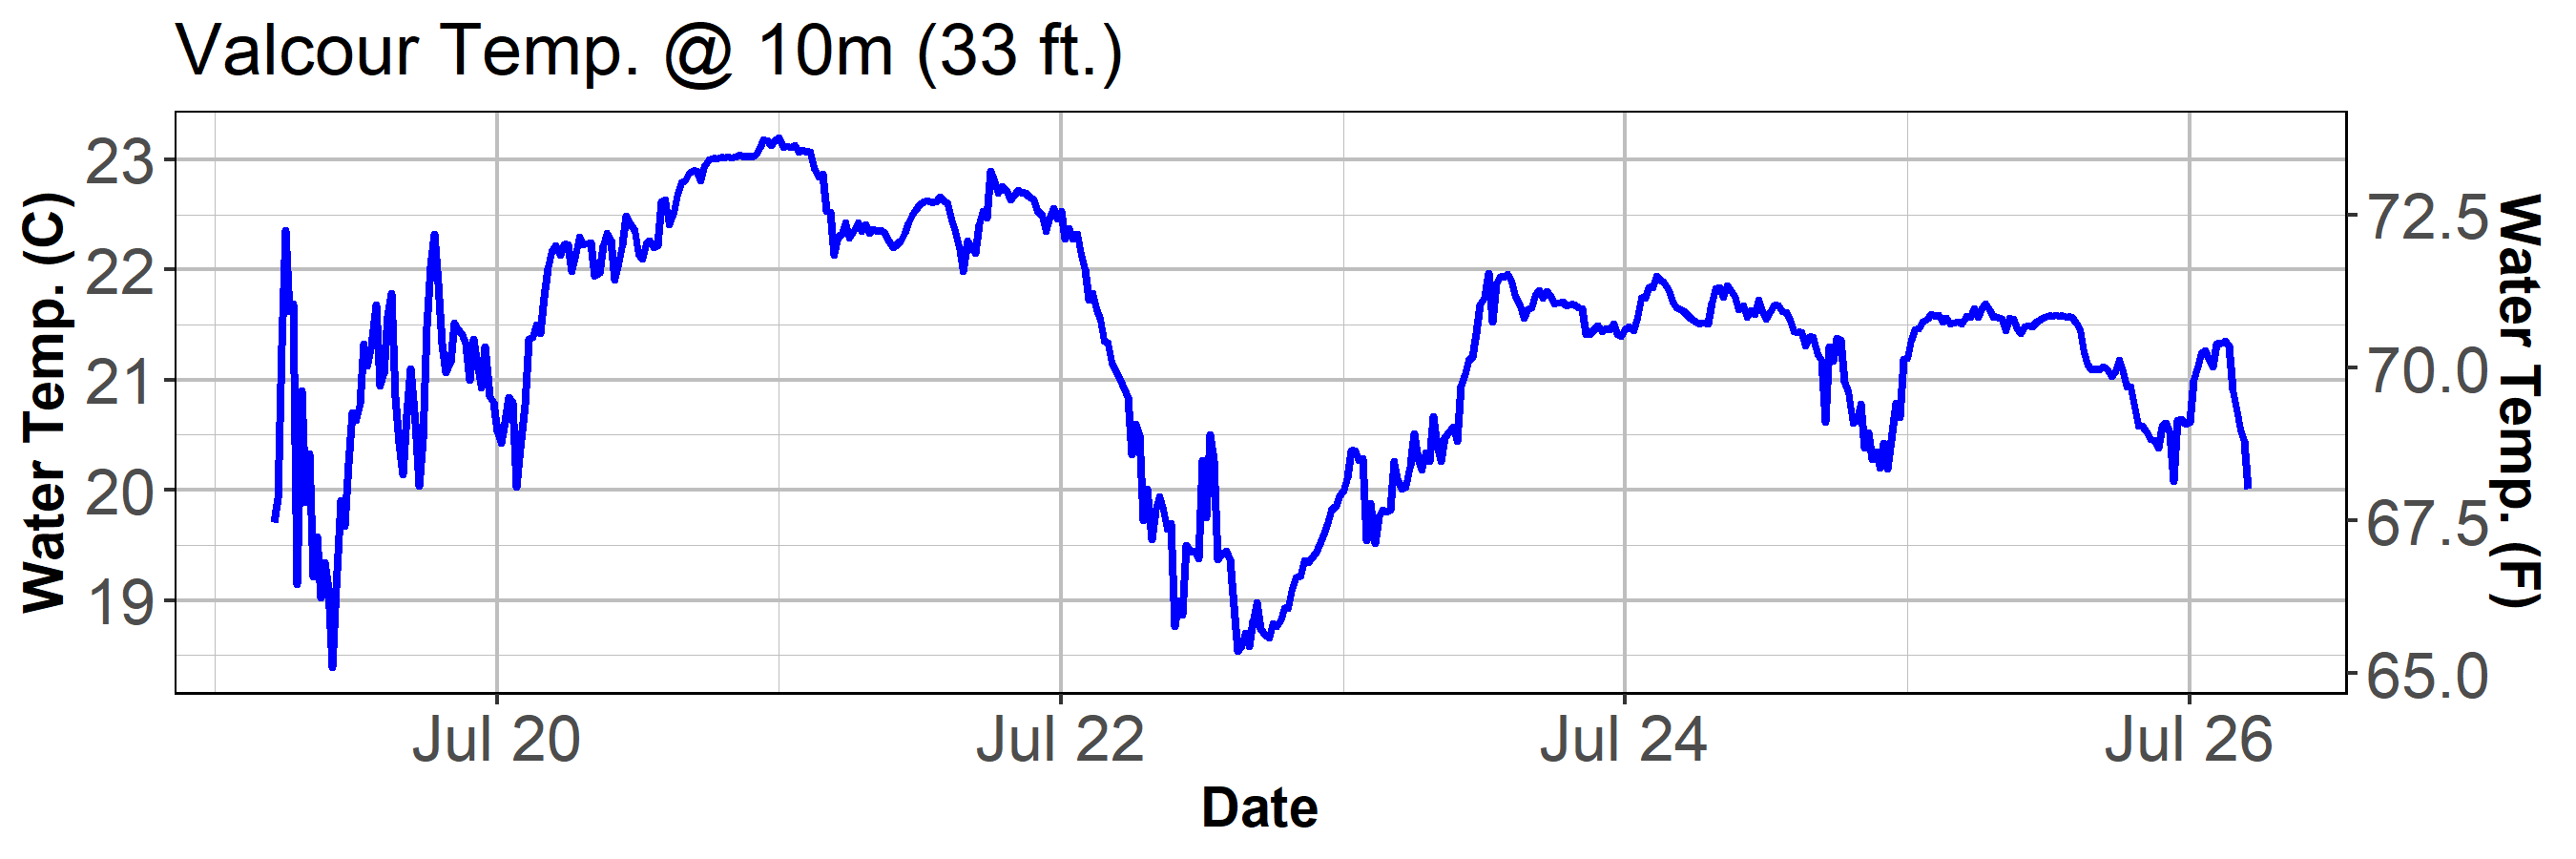 Valcour Temp. @ 10m (33 ft.)
Water Temp. (C)
23
22
21
20
19
72.5
70.0
67.5
65.0
Water Temp. (F)
Jul 20
Jul 22
Jul 24
Jul 26
Date